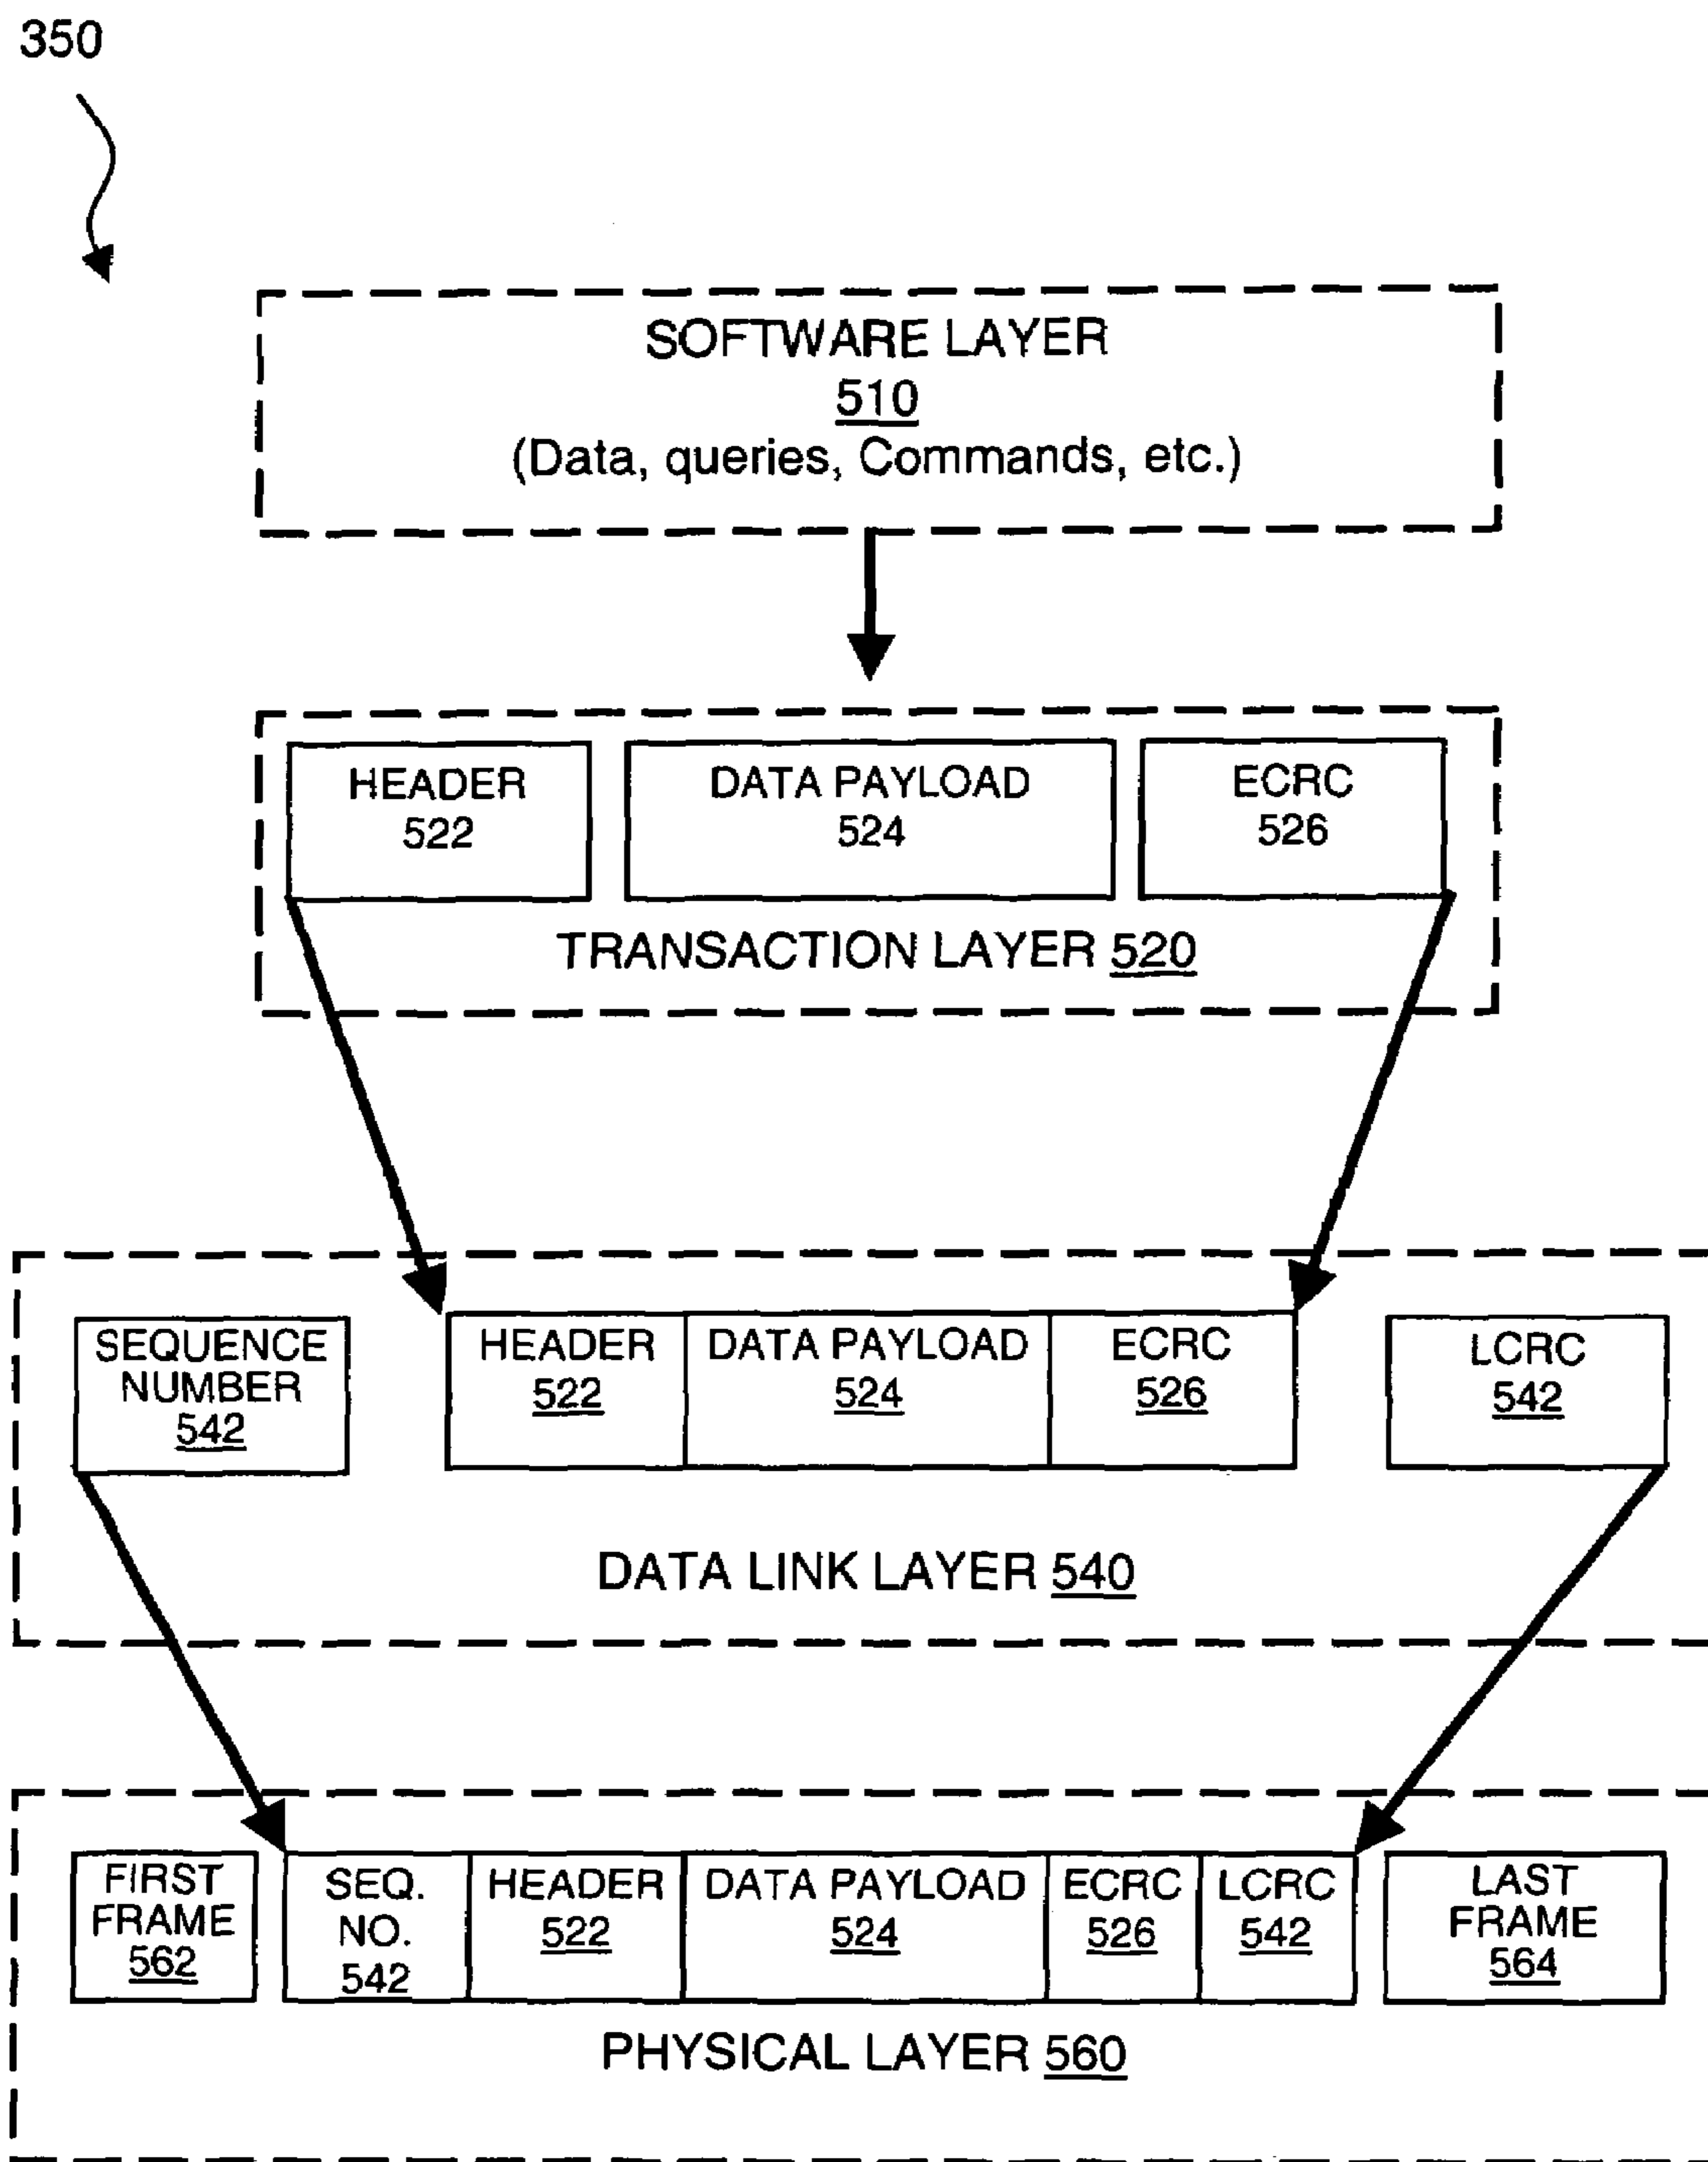 350
SOFTWARE LAYER
510
(Data, queries, Commands, etc.)
HEADER
522
DATA PAYLOAD
524
ECRC
526
TRANSACTION LAYER 520
SEQUENCE
NUMBER
542
HEADER
522
DATA PAYLOAD
524
ECRC
526
LCRC
542
DATA LINK LAYER 540
FIRST
FRAME
562
SEQ.
NO.
542
HEADER
522
DATA PAYLOAD
524
ECRC
526
LCRC
542
LAST
FRAME
564
PHYSICAL LAYER 560